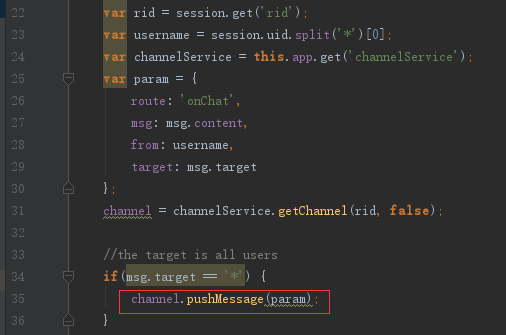 22 var rid = session.get('rid');
23 var username = session.uid.split('*')[0];
24 var channelService = this.app.get('channelService');
25 var param = {
26 route: 'onChat',
27 msg: msg.content,
28 from: username,
29 target: msg.target
30 };
31 channel = channelService.getChannel(rid, false);
32
33 //the target is all users
34 if(msg.target == '*') {
35 channel.pushMessage(param);
36 }